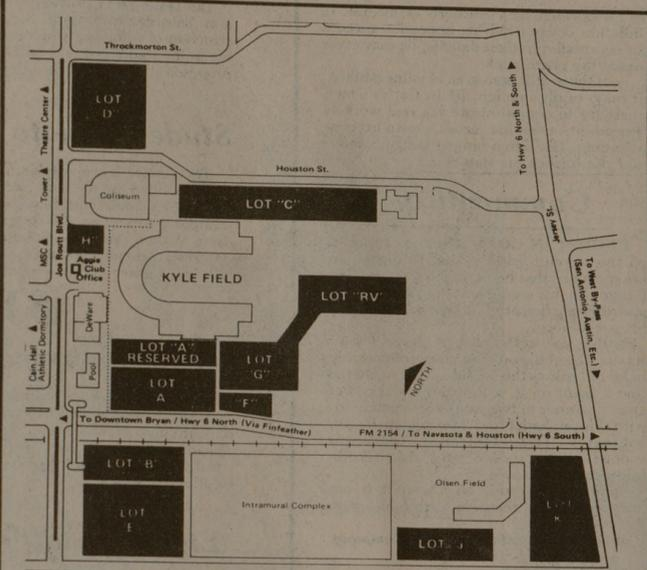 Throckmorton St.
To Hwy 6 North & South
LOT
D"
Theatre Center
Houston St.
Tower
Coliseum
LOT "C"
Jersey St.
MSC
Joe Routt Blvd.
H"
Aggie
Club
Office
KYLE FIELD
To West By-Pass
(San Antonio, Austin, Etc.)
LOT "RV'
Cain Hall
Athletic Dormitory
DeWare
Pool
LOT "A"
RESERVED
LOT
"G"
LOT
A
"F"
NORTH
To Downtown Bryan / Hwy 6 North (Via Finfeather)
FM 2154 / To Navasota & Houston (Hwy 6 South)
LOT "B'
LOT
E
Intramural Complex
Olsen Field
LOT
K
LOT J